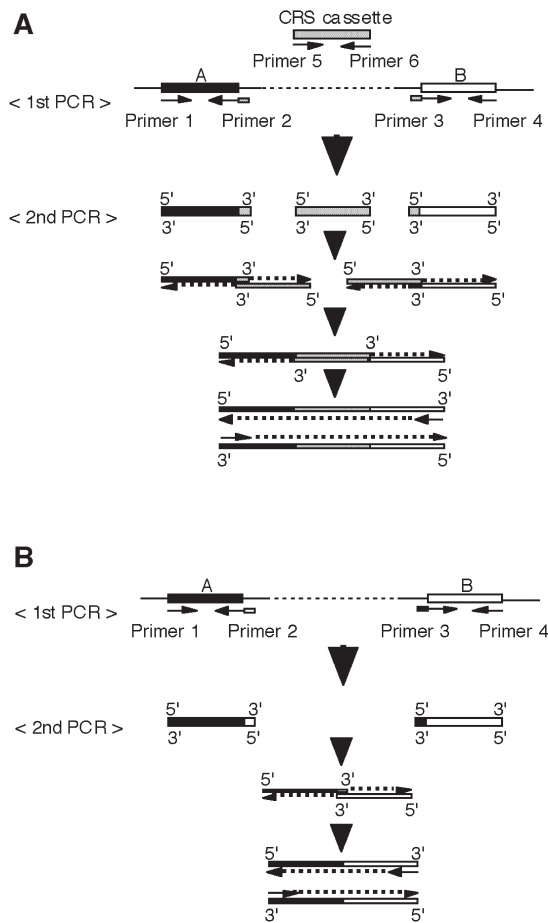 A
CRS cassette
Primer 5 Primer 6
A B
< 1st PCR >
Primer 1 Primer 2 Primer 3 Primer 4
5' 3' 5' 3' 5' 3'
< 2nd PCR >
3' 5' 3' 5' 3' 5'
5' 3' 5' 3'
3' 5' 3' 5'
5' 3'
3' 5'
5' 3'
3' 5'
B
A B
< 1st PCR >
Primer 1 Primer 2 Primer 3 Primer 4
5' 3' 5' 3'
< 2nd PCR >
3' 5' 3' 5'
5' 3'
3' 5'
5' 3'
3' 5'